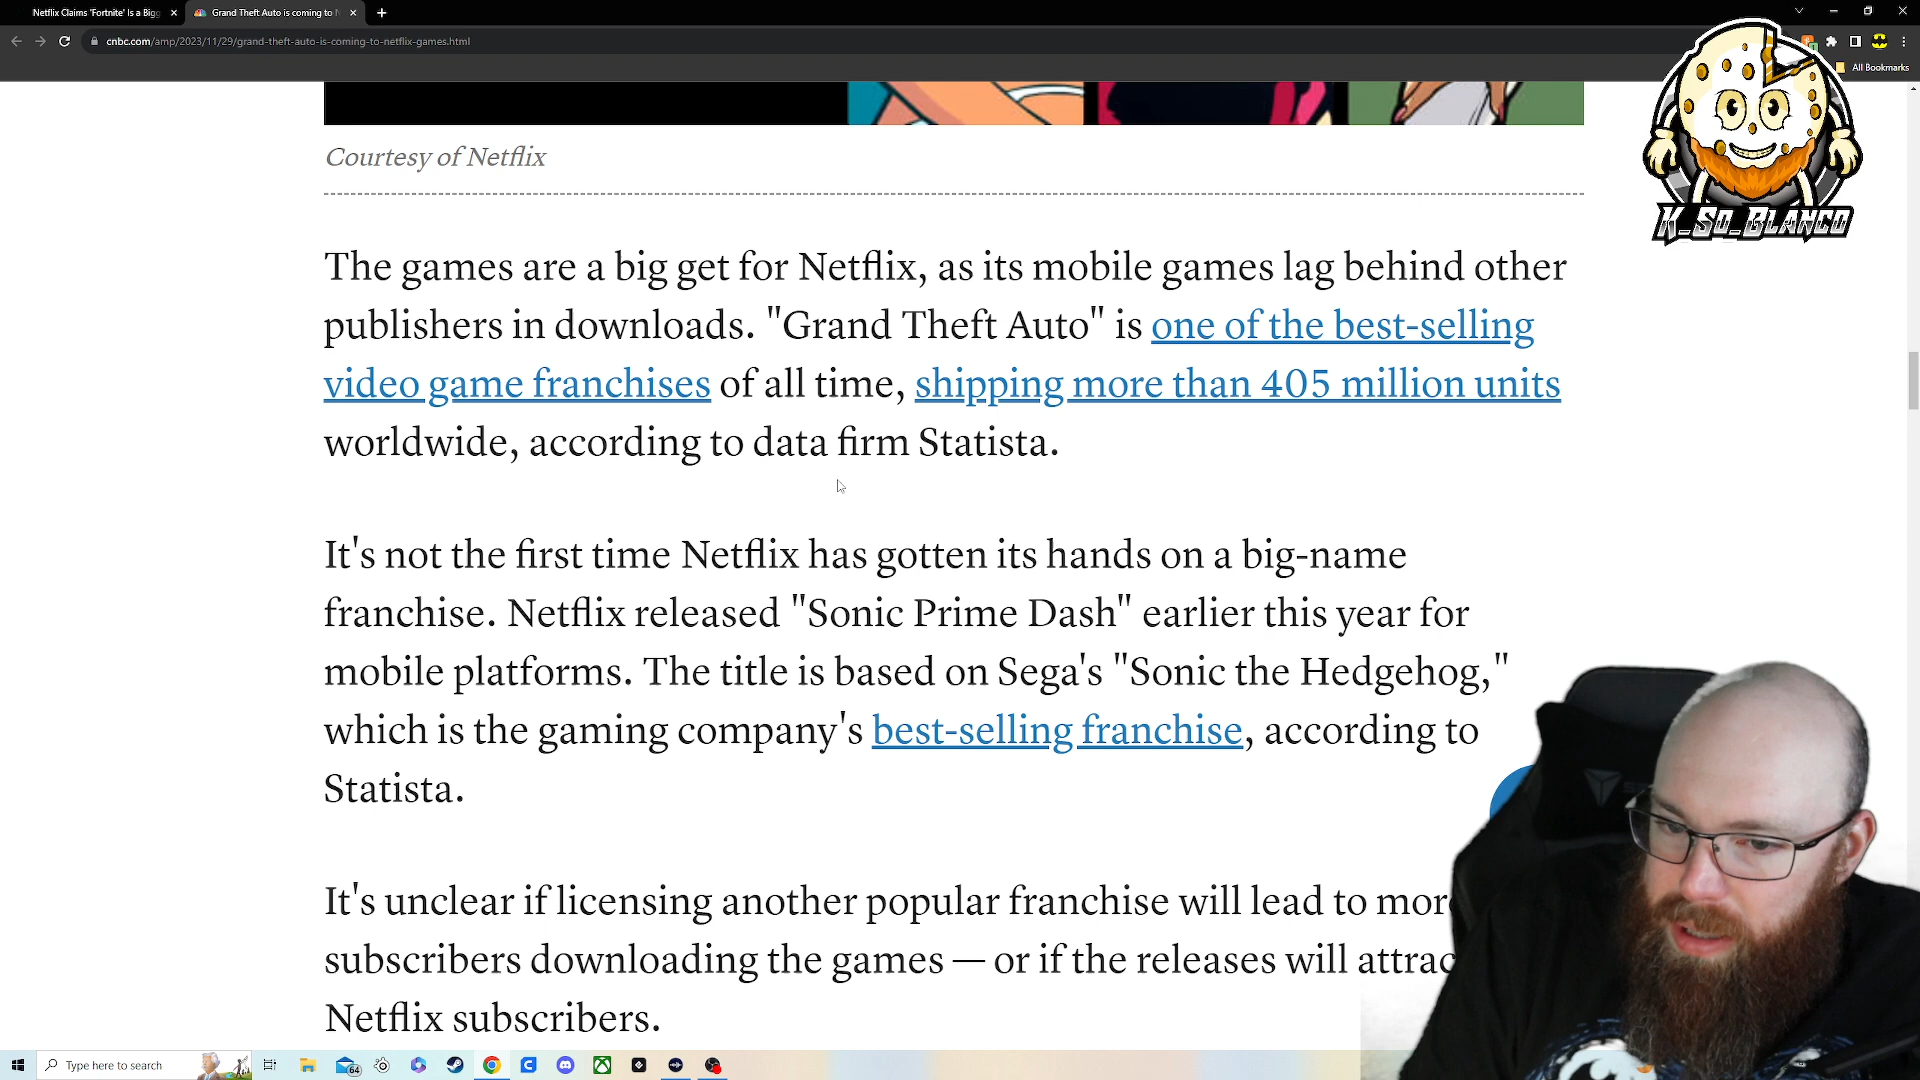 Netflix Claims 'Fortnite' Is a Bigg
Grand Theft Auto is coming to N
cnbc.com/amp/2023/11/29/grand-theft-auto-is-coming-to-netflix-games.html
All Bookmarks
K_So_Blanco
Courtesy of Netflix
The games are a big get for Netflix, as its mobile games lag behind other
publishers in downloads. "Grand Theft Auto" is one of the best-selling
video game franchises of all time, shipping more than 405 million units
worldwide, according to data firm Statista.
It's not the first time Netflix has gotten its hands on a big-name
franchise. Netflix released "Sonic Prime Dash" earlier this year for
mobile platforms. The title is based on Sega's "Sonic the Hedgehog,"
which is the gaming company's best-selling franchise, according to
Statista.
It's unclear if licensing another popular franchise will lead to more
subscribers downloading the games — or if the releases will attrac
Netflix subscribers.
Type here to search
64